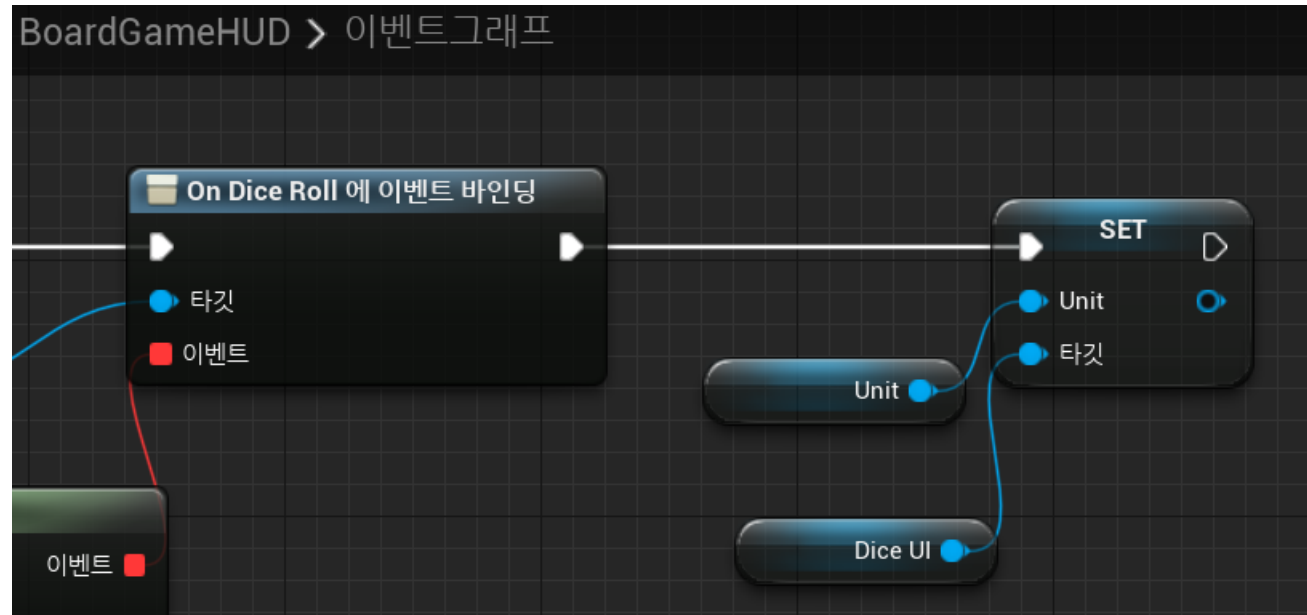 BoardGameHUD > 이벤트그래프
On Dice Roll 에 이벤트 바인딩
타깃
이벤트
SET
Unit
타깃
Unit
Dice UI
이벤트